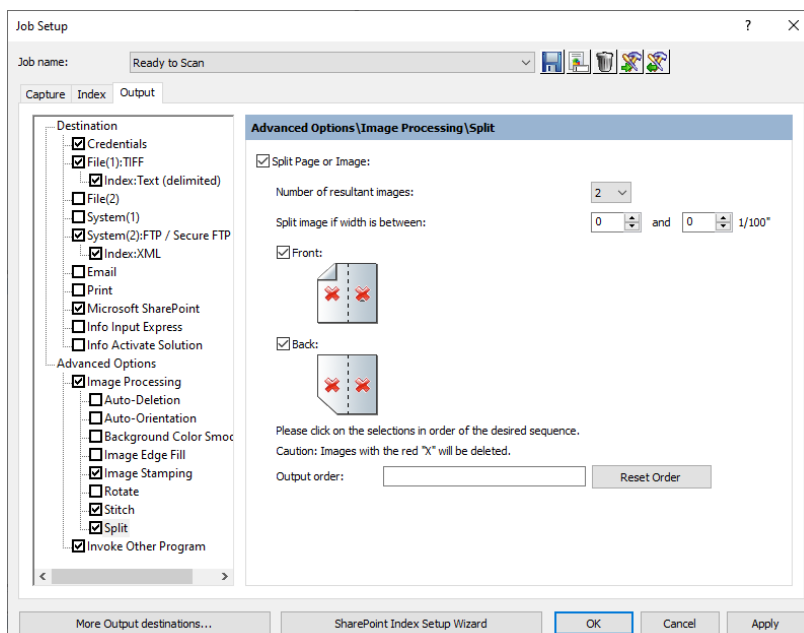 Job Setup
?
Job name:
Ready to Scan
Capture
Index
Output
Destination
Credentials
File(1):TIFF
Index:Text (delimited)
File(2)
System(1)
System(2):FTP / Secure FTP
Index:XML
Email
Print
Microsoft SharePoint
Info Input Express
Info Activate Solution
Advanced Options
Image Processing
Auto-Deletion
Auto-Orientation
Background Color Smoo
Image Edge Fill
Image Stamping
Rotate
Stitch
Split
Invoke Other Program
Advanced Options\Image Processing\Split
Split Page or Image:
Number of resultant images: 2
Split image if width is between: 0 and 0 1/100"
Front:
Back:
Please click on the selections in order of the desired sequence.
Caution: Images with the red "X" will be deleted.
Output order:
Reset Order
More Output destinations...
SharePoint Index Setup Wizard
OK
Cancel
Apply